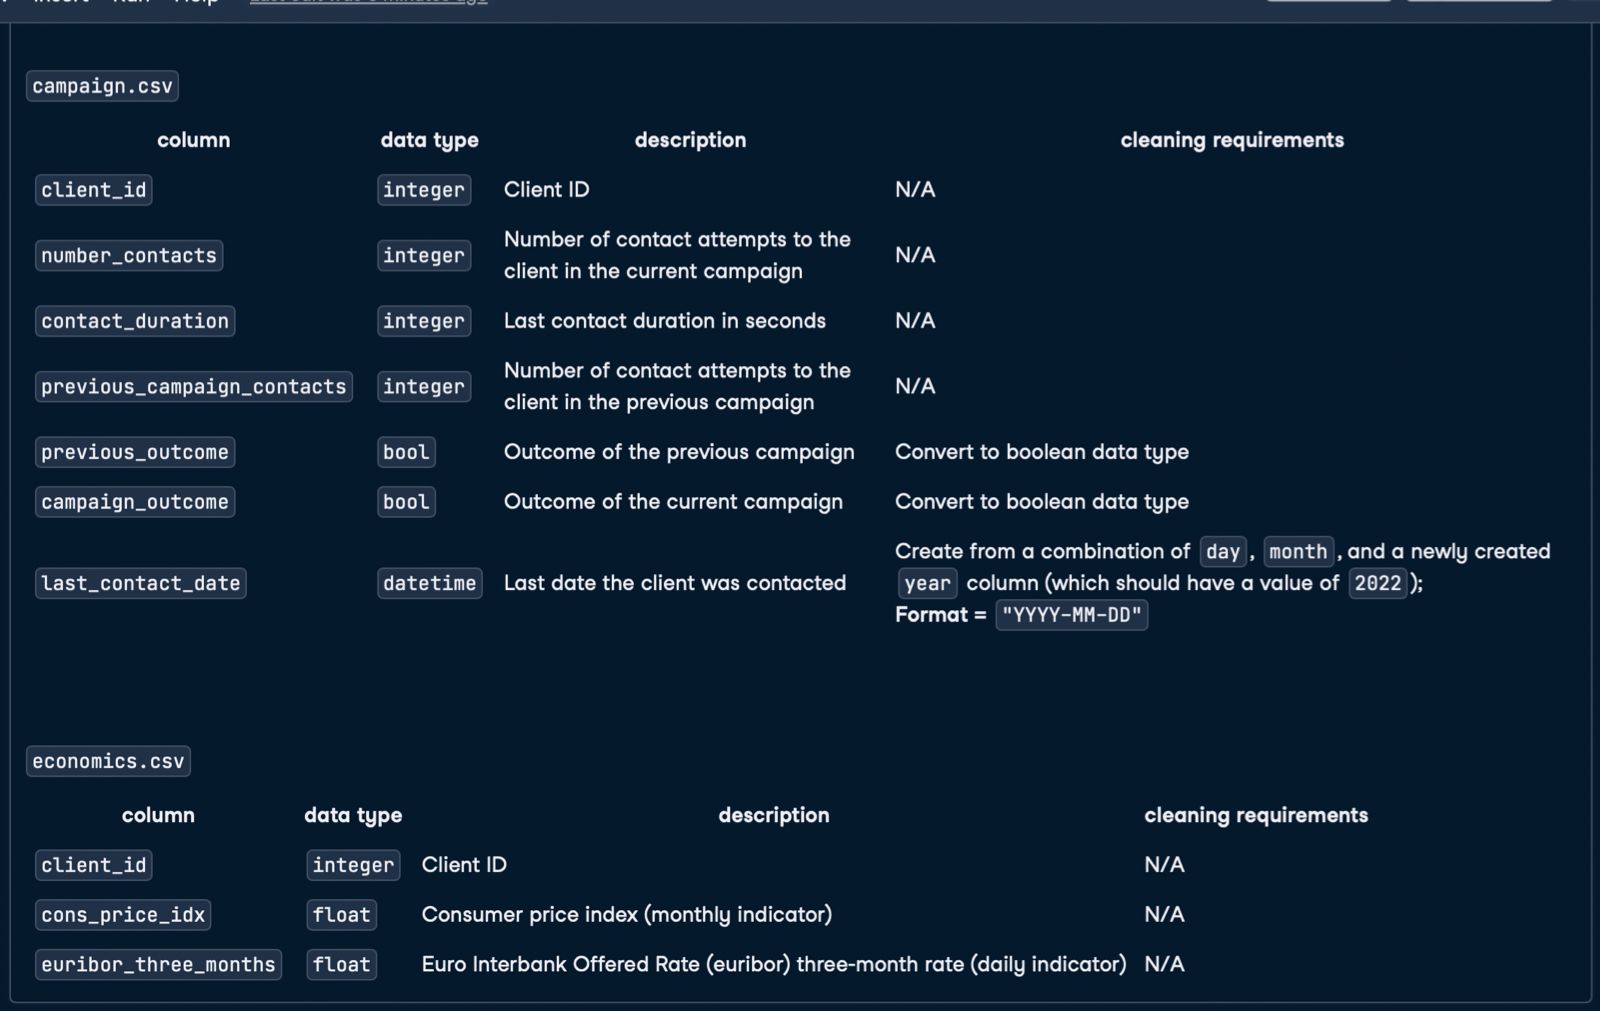 campaign.csv
column data type description cleaning requirements
client_id integer Client ID N/A
number_contacts integer Number of contact attempts to the client in the current campaign N/A
contact_duration integer Last contact duration in seconds N/A
previous_campaign_contacts integer Number of contact attempts to the client in the previous campaign N/A
previous_outcome bool Outcome of the previous campaign Convert to boolean data type
campaign_outcome bool Outcome of the current campaign Convert to boolean data type
last_contact_date datetime Last date the client was contacted Create from a combination of day, month, and a newly created year column (which should have a value of 2022);
Format = "YYYY-MM-DD"
economics.csv
column data type description cleaning requirements
client_id integer Client ID N/A
cons_price_idx float Consumer price index (monthly indicator) N/A
euribor_three_months float Euro Interbank Offered Rate (euribor) three-month rate (daily indicator) N/A